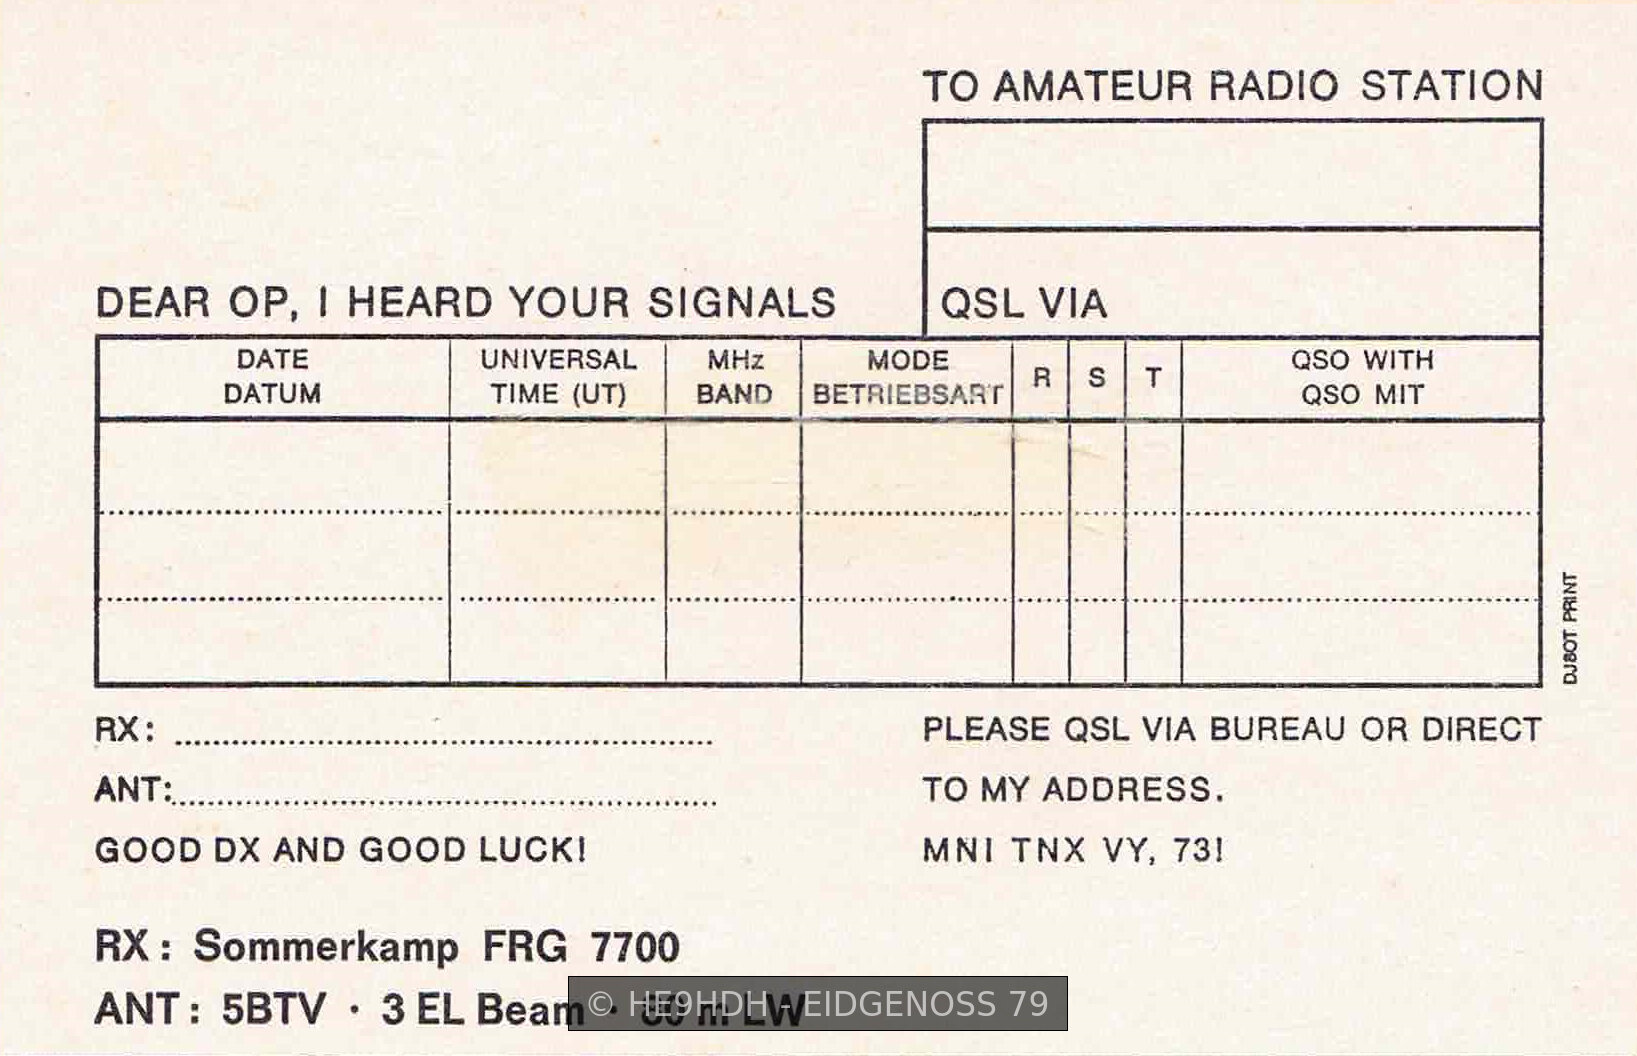 TO AMATEUR RADIO STATION
DEAR OP, I HEARD YOUR SIGNALS
QSL VIA
DATE
DATUM
UNIVERSAL
TIME (UT)
MHz
BAND
MODE
BETRIEBSART
R
S
T
QSO WITH
QSO MIT
DJ8OT PRINT
RX:
ANT:
GOOD DX AND GOOD LUCK!
PLEASE QSL VIA BUREAU OR DIRECT
TO MY ADDRESS.
MNI TNX VY, 73!
RX: Sommerkamp FRG 7700
ANT: 5BTV · 3 EL Beam · m LW
© HE9HDH - EIDGENOSS 79